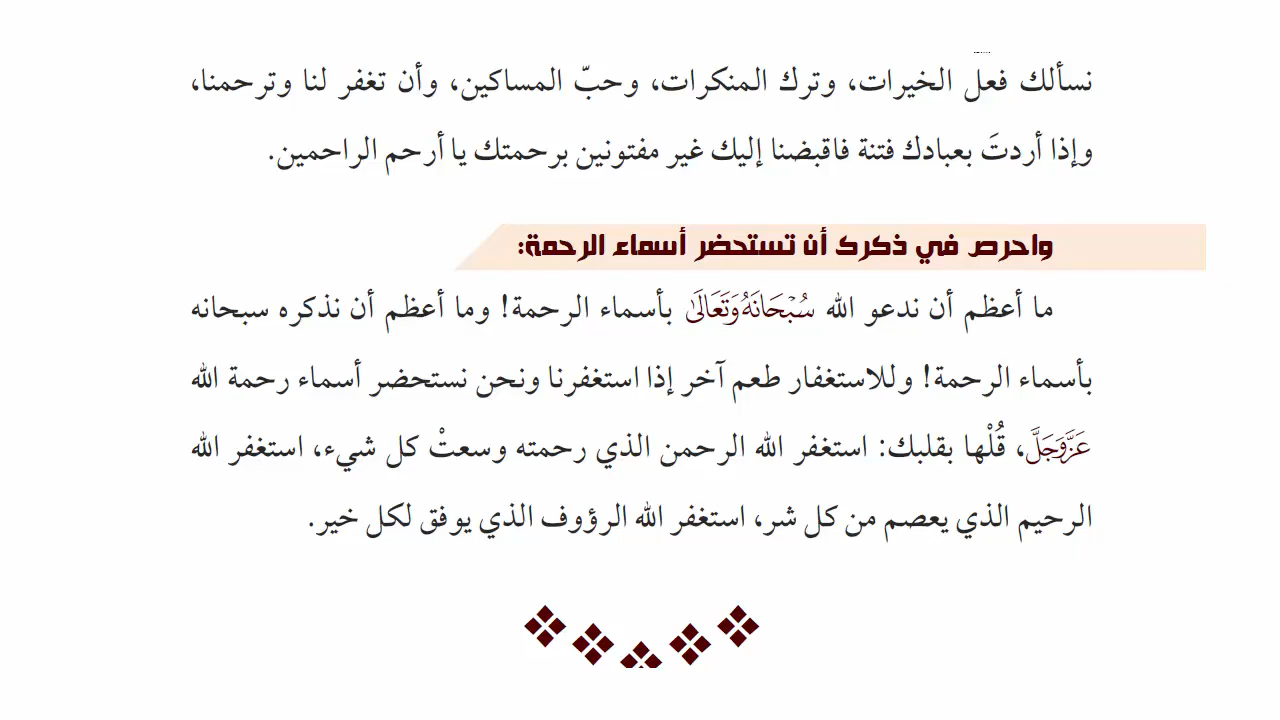 نسألك فعل الخيرات، وترك المنكرات، وحبّ المساكين، وأن تغفر لنا وترحمنا،
وإذا أردتَ بعبادك فتنة فاقبضنا إليك غير مفتونين برحمتك يا أرحم الراحمين.
واحرص في ذكرك أن تستحضر أسماء الرحمة:
ما أعظم أن ندعو الله سُبْحَانَهُ وَتَعَالَىٰ بأسماء الرحمة! وما أعظم أن نذكره سبحانه
بأسماء الرحمة! وللاستغفار طعم آخر إذا استغفرنا ونحن نستحضر أسماء رحمة الله
عَزَّوَجَلَّ، قُلْها بقلبك: استغفر الله الرحمن الذي رحمته وسعتْ كل شيء، استغفر الله
الرحيم الذي يعصم من كل شر، استغفر الله الرؤوف الذي يوفق لكل خير.